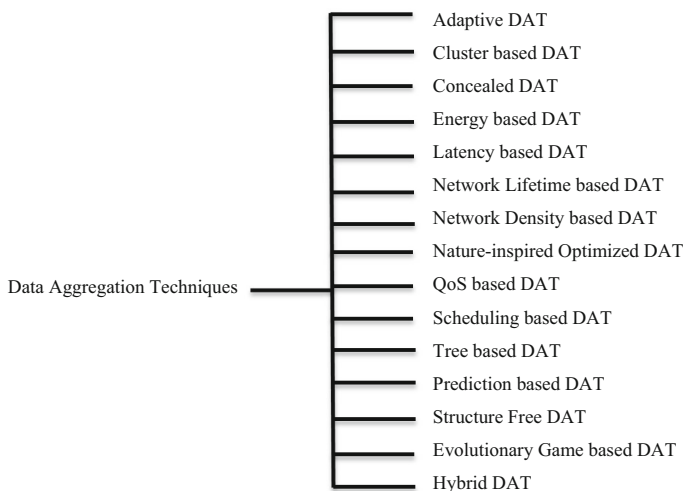 Adaptive DAT
Cluster based DAT
Concealed DAT
Energy based DAT
Latency based DAT
Network Lifetime based DAT
Network Density based DAT
Nature-inspired Optimized DAT
Data Aggregation Techniques
QoS based DAT
Scheduling based DAT
Tree based DAT
Prediction based DAT
Structure Free DAT
Evolutionary Game based DAT
Hybrid DAT